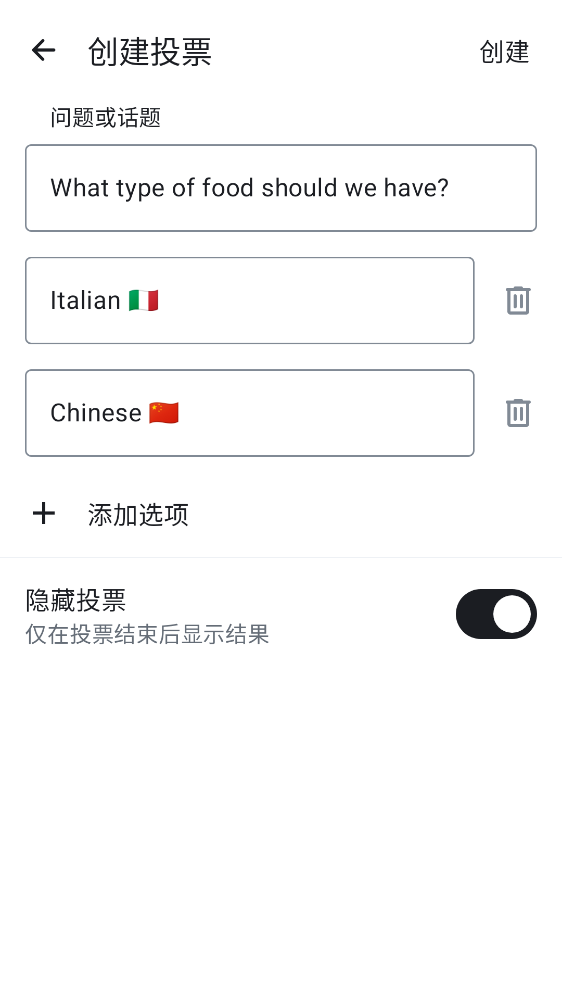 创建投票
创建
问题或话题
What type of food should we have?
Italian 🇮🇹
Chinese 🇨🇳
添加选项
隐藏投票
仅在投票结束后显示结果